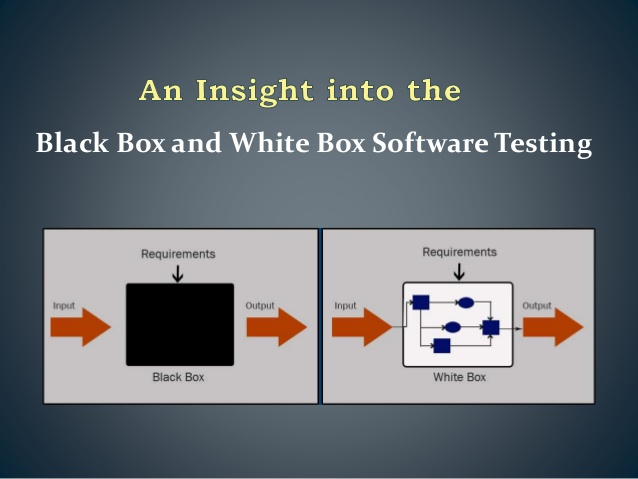 An Insight into the
Black Box and White Box Software Testing
Requirements
Input
Output
Black Box
Requirements
Input
Output
White Box